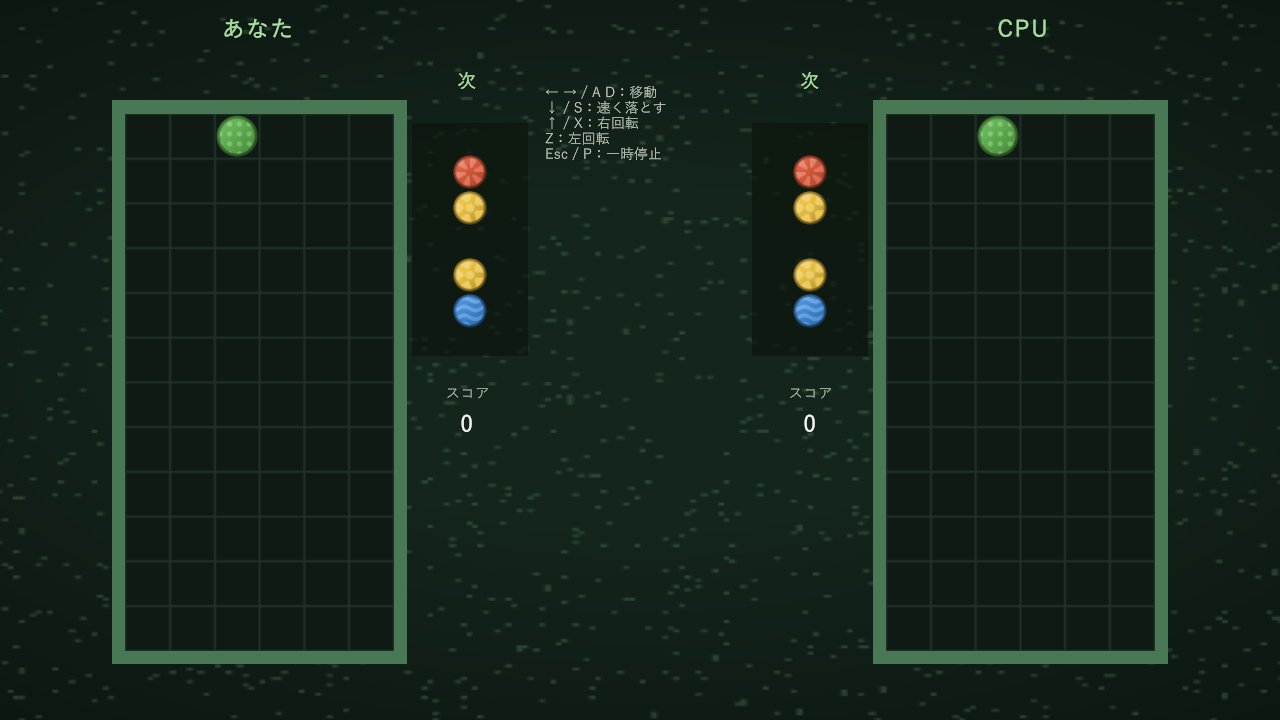 あなた
CPU
次
次
← → / A D：移動
↓ / S：速く落とす
↑ / X：右回転
Z：左回転
Esc / P：一時停止
スコア
0
スコア
0